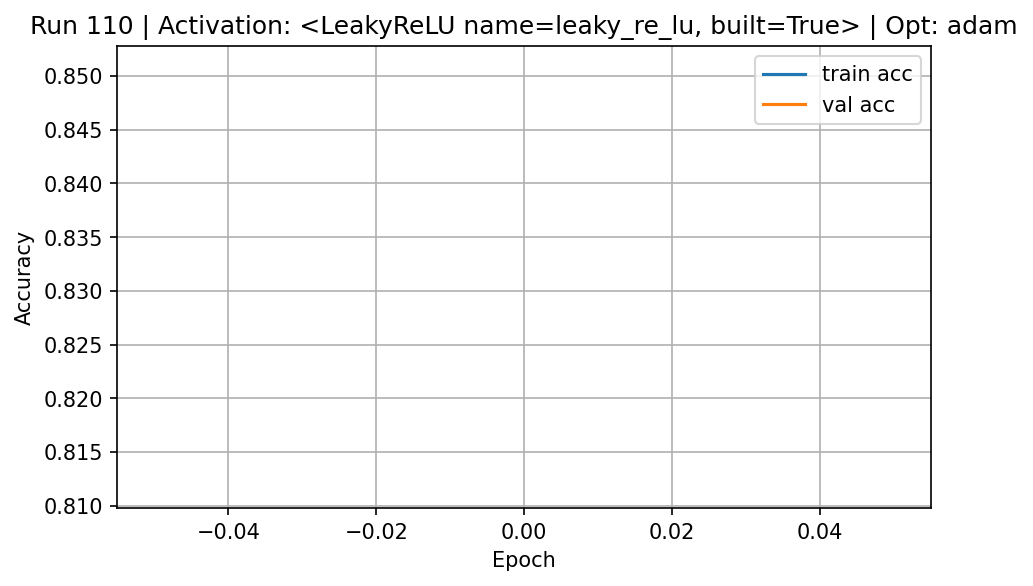 Run 110 | Activation: <LeakyReLU name=leaky_re_lu, built=True> | Opt: adam
train acc
val acc
0.850
0.845
0.840
0.835
0.830
0.825
0.820
0.815
0.810
Accuracy
−0.04
−0.02
0.00
0.02
0.04
Epoch